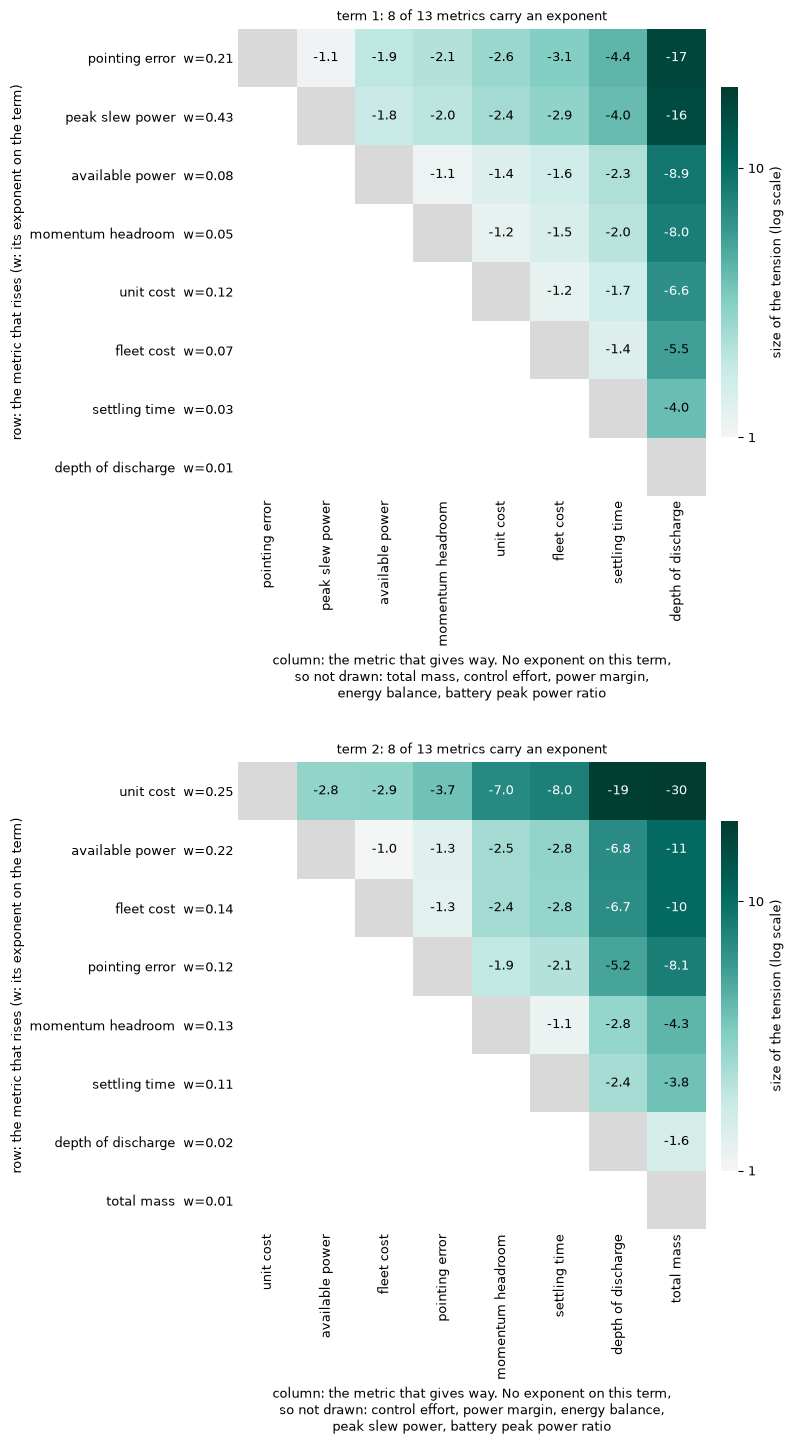 term 1: 8 of 13 metrics carry an exponent
row: the metric that rises (w: its exponent on the term)
pointing error w=0.21 -1.1 -1.9 -2.1 -2.6 -3.1 -4.4 -17
peak slew power w=0.43 -1.8 -2.0 -2.4 -2.9 -4.0 -16
available power w=0.08 -1.1 -1.4 -1.6 -2.3 -8.9
momentum headroom w=0.05 -1.2 -1.5 -2.0 -8.0
unit cost w=0.12 -1.2 -1.7 -6.6
fleet cost w=0.07 -1.4 -5.5
settling time w=0.03 -4.0
depth of discharge w=0.01
10
1
size of the tension (log scale)
pointing error
peak slew power
available power
momentum headroom
unit cost
fleet cost
settling time
depth of discharge
column: the metric that gives way. No exponent on this term,
so not drawn: total mass, control effort, power margin,
energy balance, battery peak power ratio
term 2: 8 of 13 metrics carry an exponent
row: the metric that rises (w: its exponent on the term)
unit cost w=0.25 -2.8 -2.9 -3.7 -7.0 -8.0 -19 -30
available power w=0.22 -1.0 -1.3 -2.5 -2.8 -6.8 -11
fleet cost w=0.14 -1.3 -2.4 -2.8 -6.7 -10
pointing error w=0.12 -1.9 -2.1 -5.2 -8.1
momentum headroom w=0.13 -1.1 -2.8 -4.3
settling time w=0.11 -2.4 -3.8
depth of discharge w=0.02 -1.6
total mass w=0.01
10
1
size of the tension (log scale)
unit cost
available power
fleet cost
pointing error
momentum headroom
settling time
depth of discharge
total mass
column: the metric that gives way. No exponent on this term,
so not drawn: control effort, power margin, energy balance,
peak slew power, battery peak power ratio